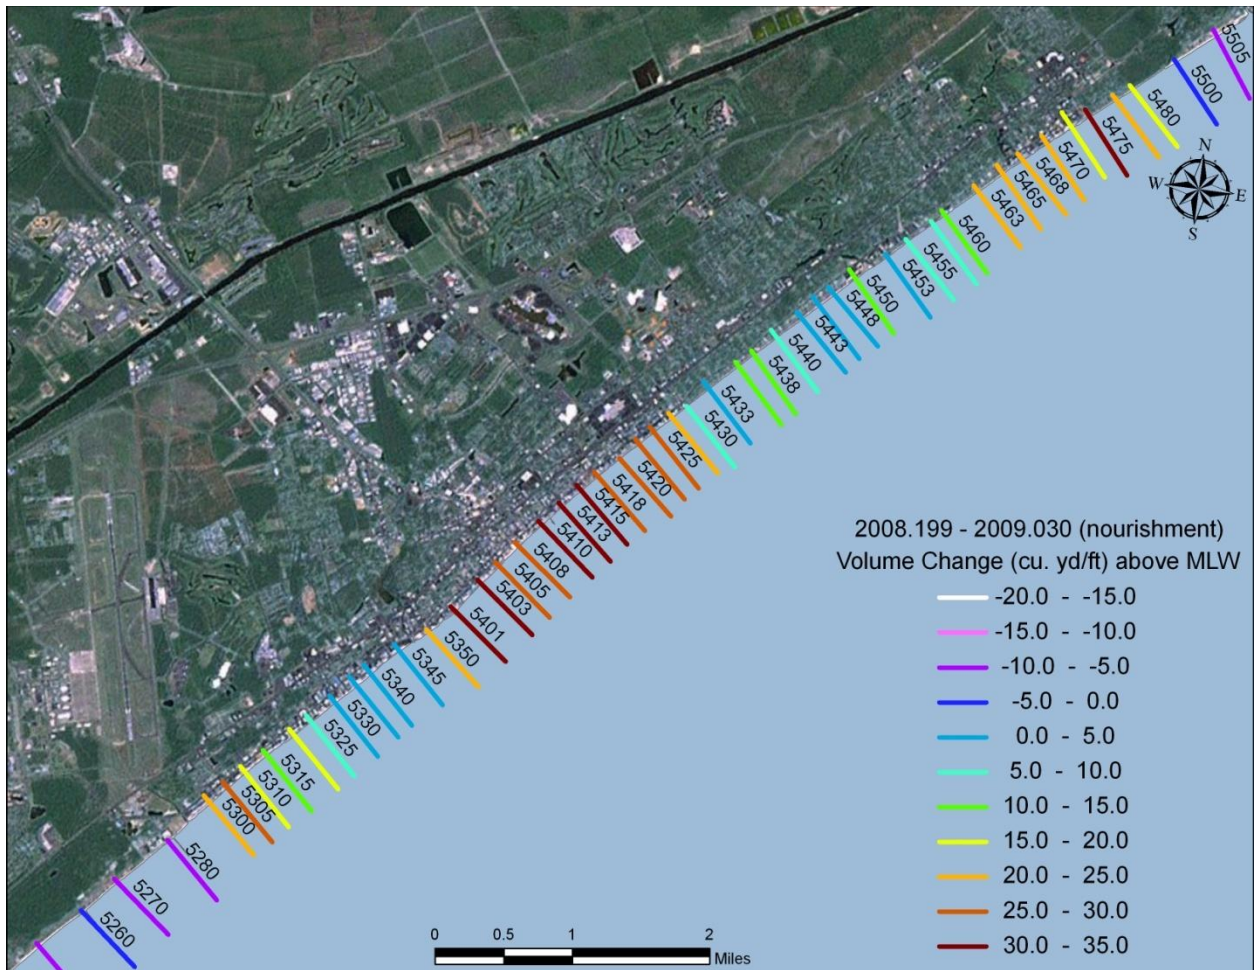 5505
5500
5480
5475
5470
5468
5465
5463
5460
5455
5453
5450
5448
5443
5440
5438
5433
5430
5425
5420
5418
5415
5413
5410
5408
5405
5403
5401
5350
5345
5340
5330
5325
5315
5310
5305
5300
5280
5270
5260
N
W E
S
2008.199 - 2009.030 (nourishment)
Volume Change (cu. yd/ft) above MLW
-20.0 - -15.0
-15.0 - -10.0
-10.0 - -5.0
-5.0 - 0.0
0.0 - 5.0
5.0 - 10.0
10.0 - 15.0
15.0 - 20.0
20.0 - 25.0
25.0 - 30.0
30.0 - 35.0
0 0.5 1 2
Miles